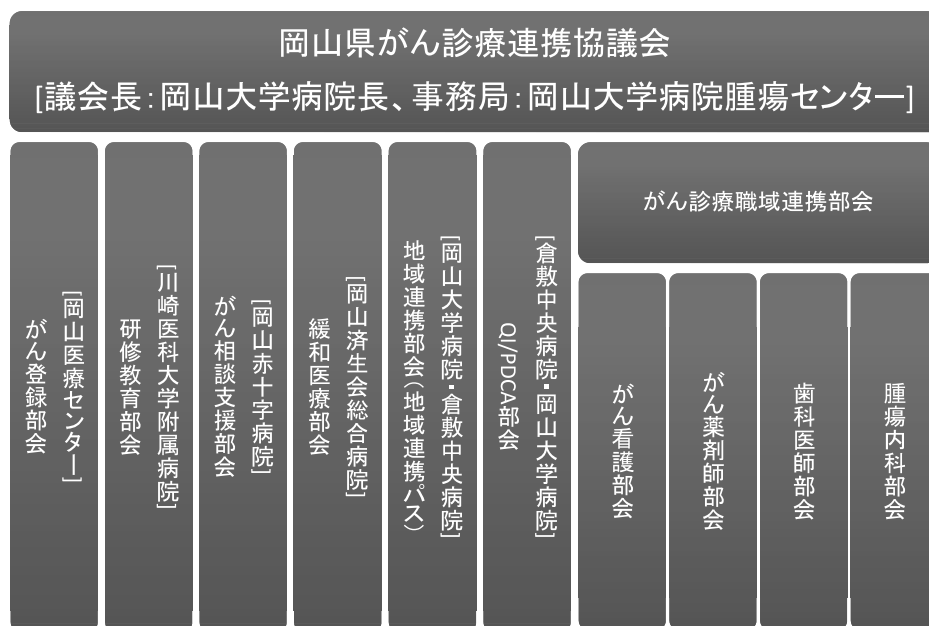 岡山県がん診療連携協議会
[議会長：岡山大学病院長、事務局：岡山大学病院腫瘍センター]
がん登録部会
[岡山医療センター]
研修教育部会
[川崎医科大学附属病院]
がん相談支援部会
[岡山赤十字病院]
緩和医療部会
[岡山済生会総合病院]
地域連携部会（地域連携パス）
[岡山大学病院・倉敷中央病院]
QI/PDCA部会
[倉敷中央病院・岡山大学病院]
がん診療職域連携部会
がん看護部会
がん薬剤師部会
歯科医師部会
腫瘍内科部会